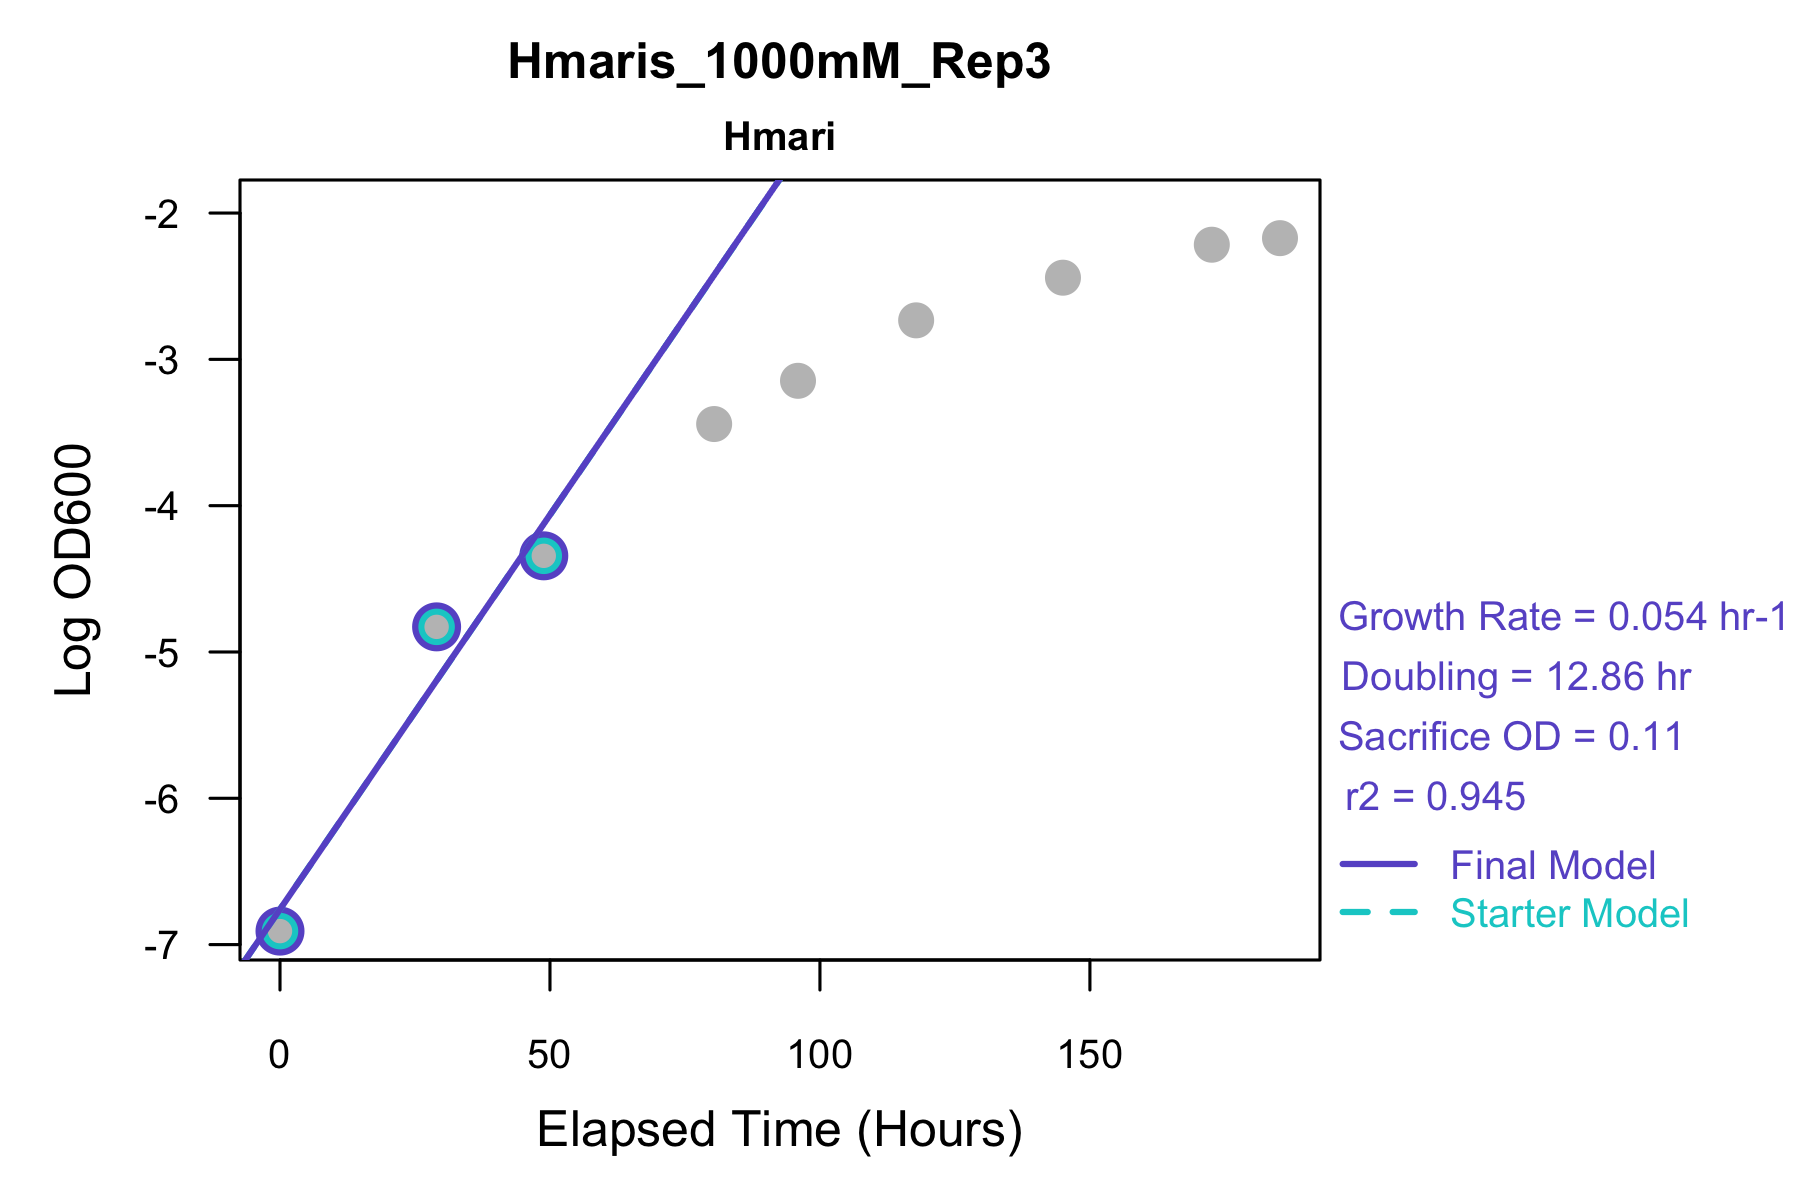 Hmaris_1000mM_Rep3
Hmari
-2
-3
-4
-5
-6
-7
Log OD600
0 50 100 150
Elapsed Time (Hours)
Growth Rate = 0.054 hr-1
Doubling = 12.86 hr
Sacrifice OD = 0.11
r2 = 0.945
Final Model
Starter Model